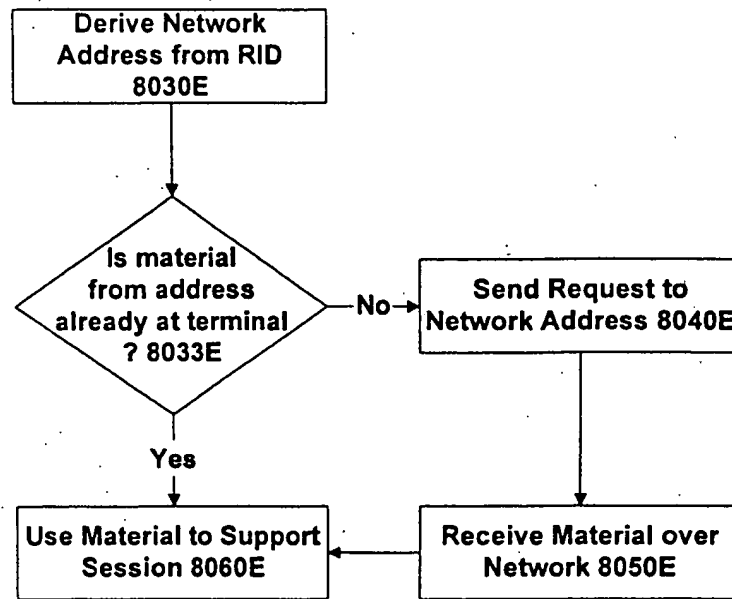 Derive Network
Address from RID
8030E
Is material
from address
already at terminal
? 8033E
No
Send Request to
Network Address 8040E
Yes
Use Material to Support
Session 8060E
Receive Material over
Network 8050E